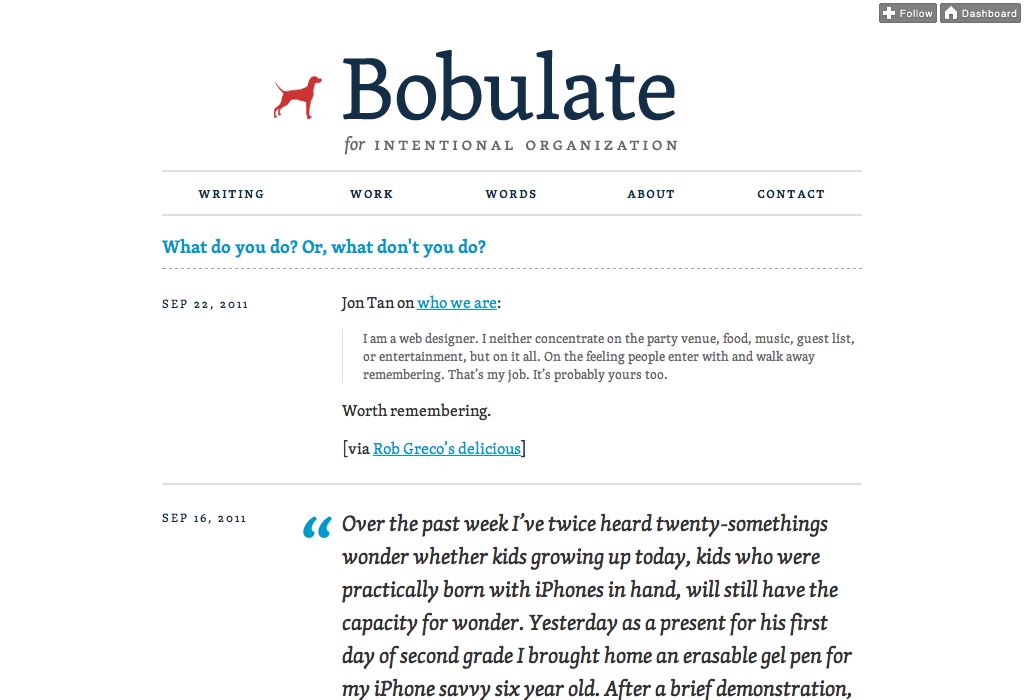 Follow Dashboard
Bobulate
for INTENTIONAL ORGANIZATION
WRITING WORK WORDS ABOUT CONTACT
What do you do? Or, what don't you do?
SEP 22, 2011
Jon Tan on who we are:
I am a web designer. I neither concentrate on the party venue, food, music, guest list,
or entertainment, but on it all. On the feeling people enter with and walk away
remembering. That’s my job. It’s probably yours too.
Worth remembering.
[via Rob Greco’s delicious]
SEP 16, 2011
“ Over the past week I’ve twice heard twenty-somethings
wonder whether kids growing up today, kids who were
practically born with iPhones in hand, will still have the
capacity for wonder. Yesterday as a present for his first
day of second grade I brought home an erasable gel pen for
my iPhone savvy six year old. After a brief demonstration,